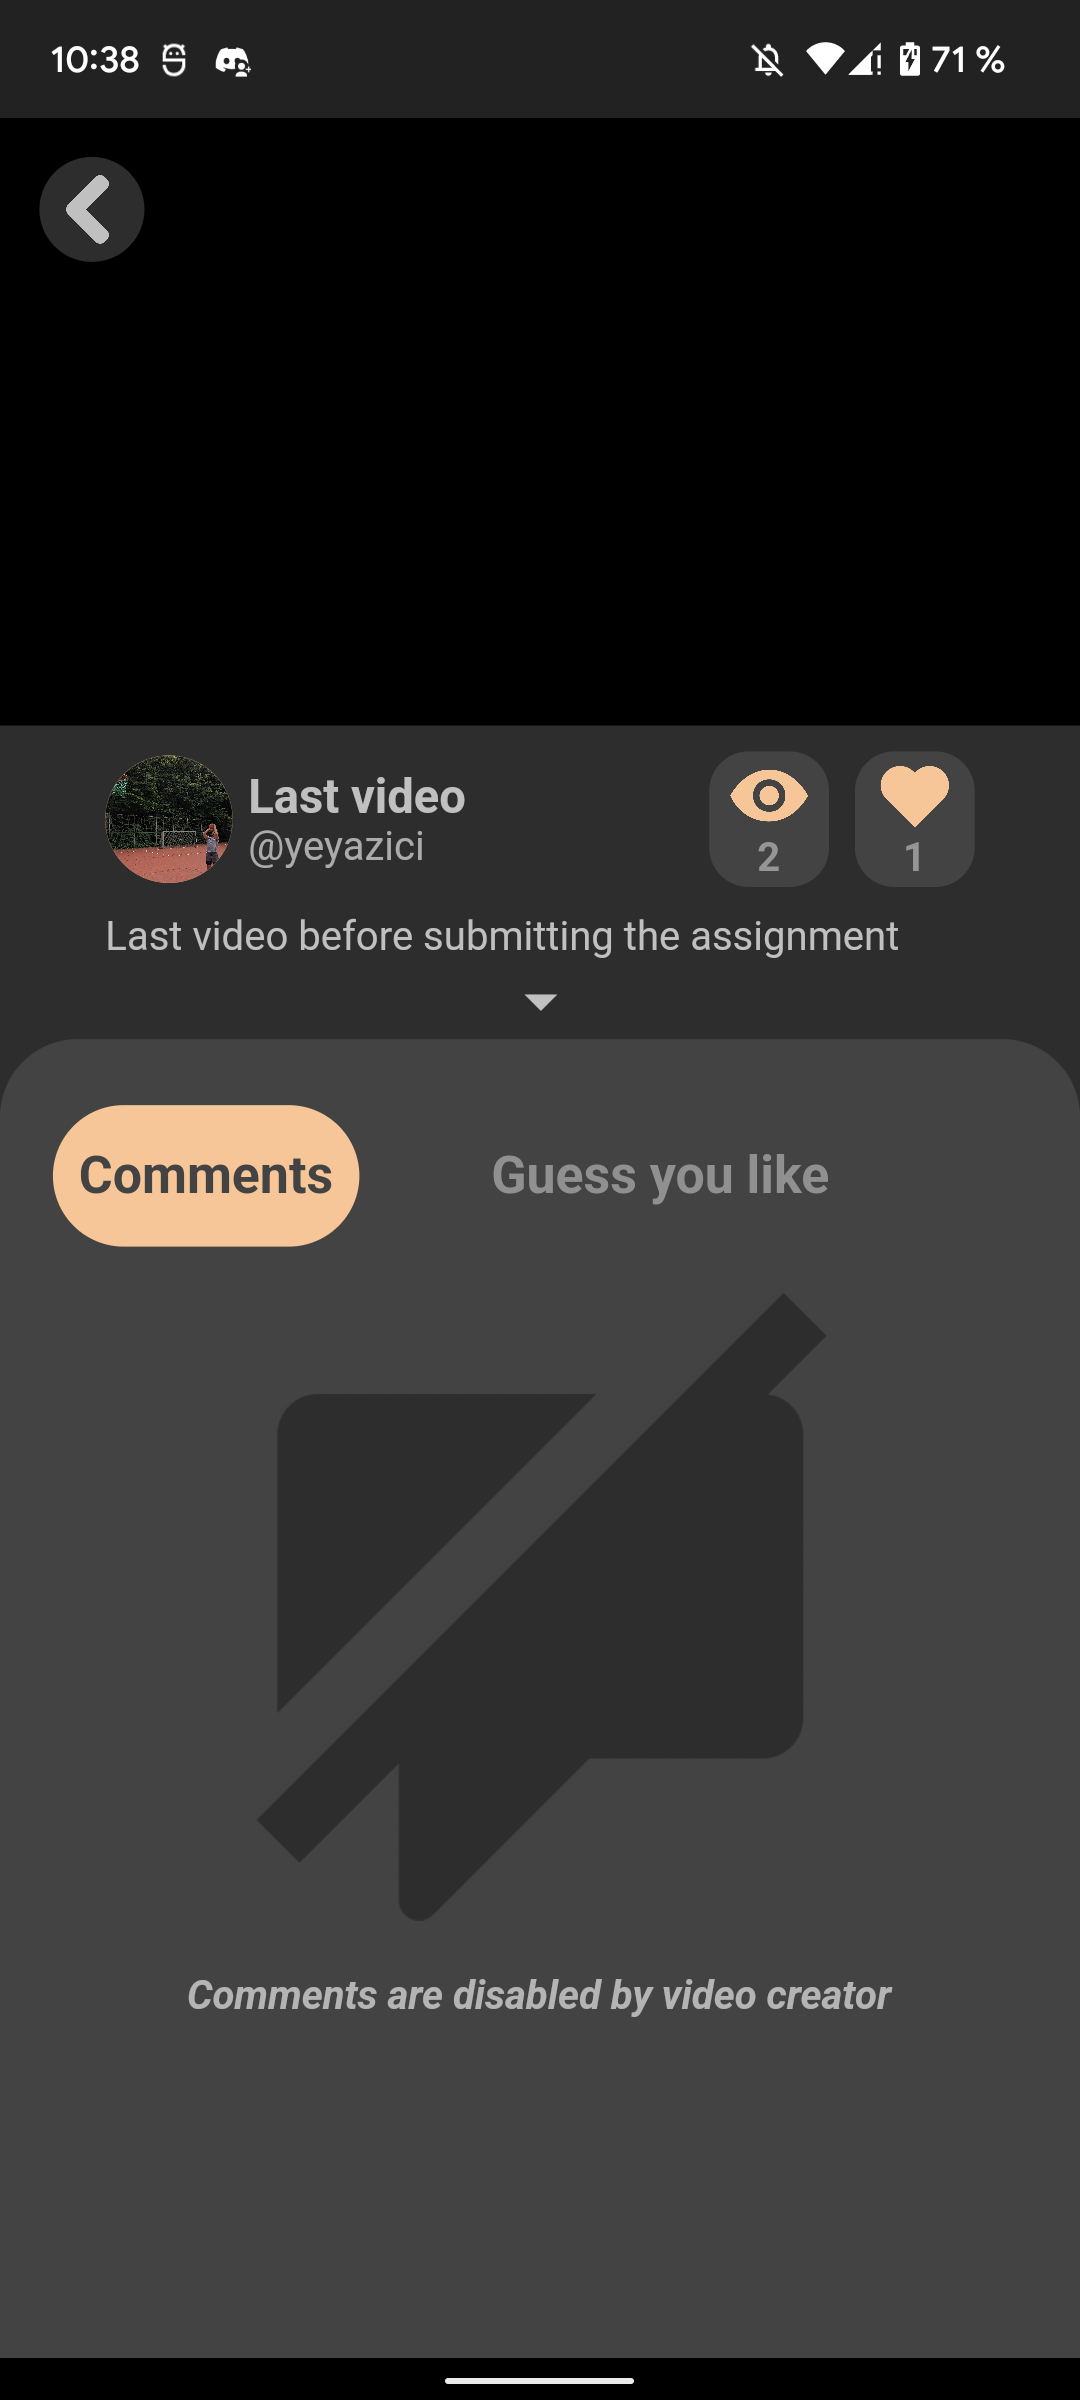 10:38
71 %
Last video
@yeyazici
2
1
Last video before submitting the assignment
Comments
Guess you like
Comments are disabled by video creator